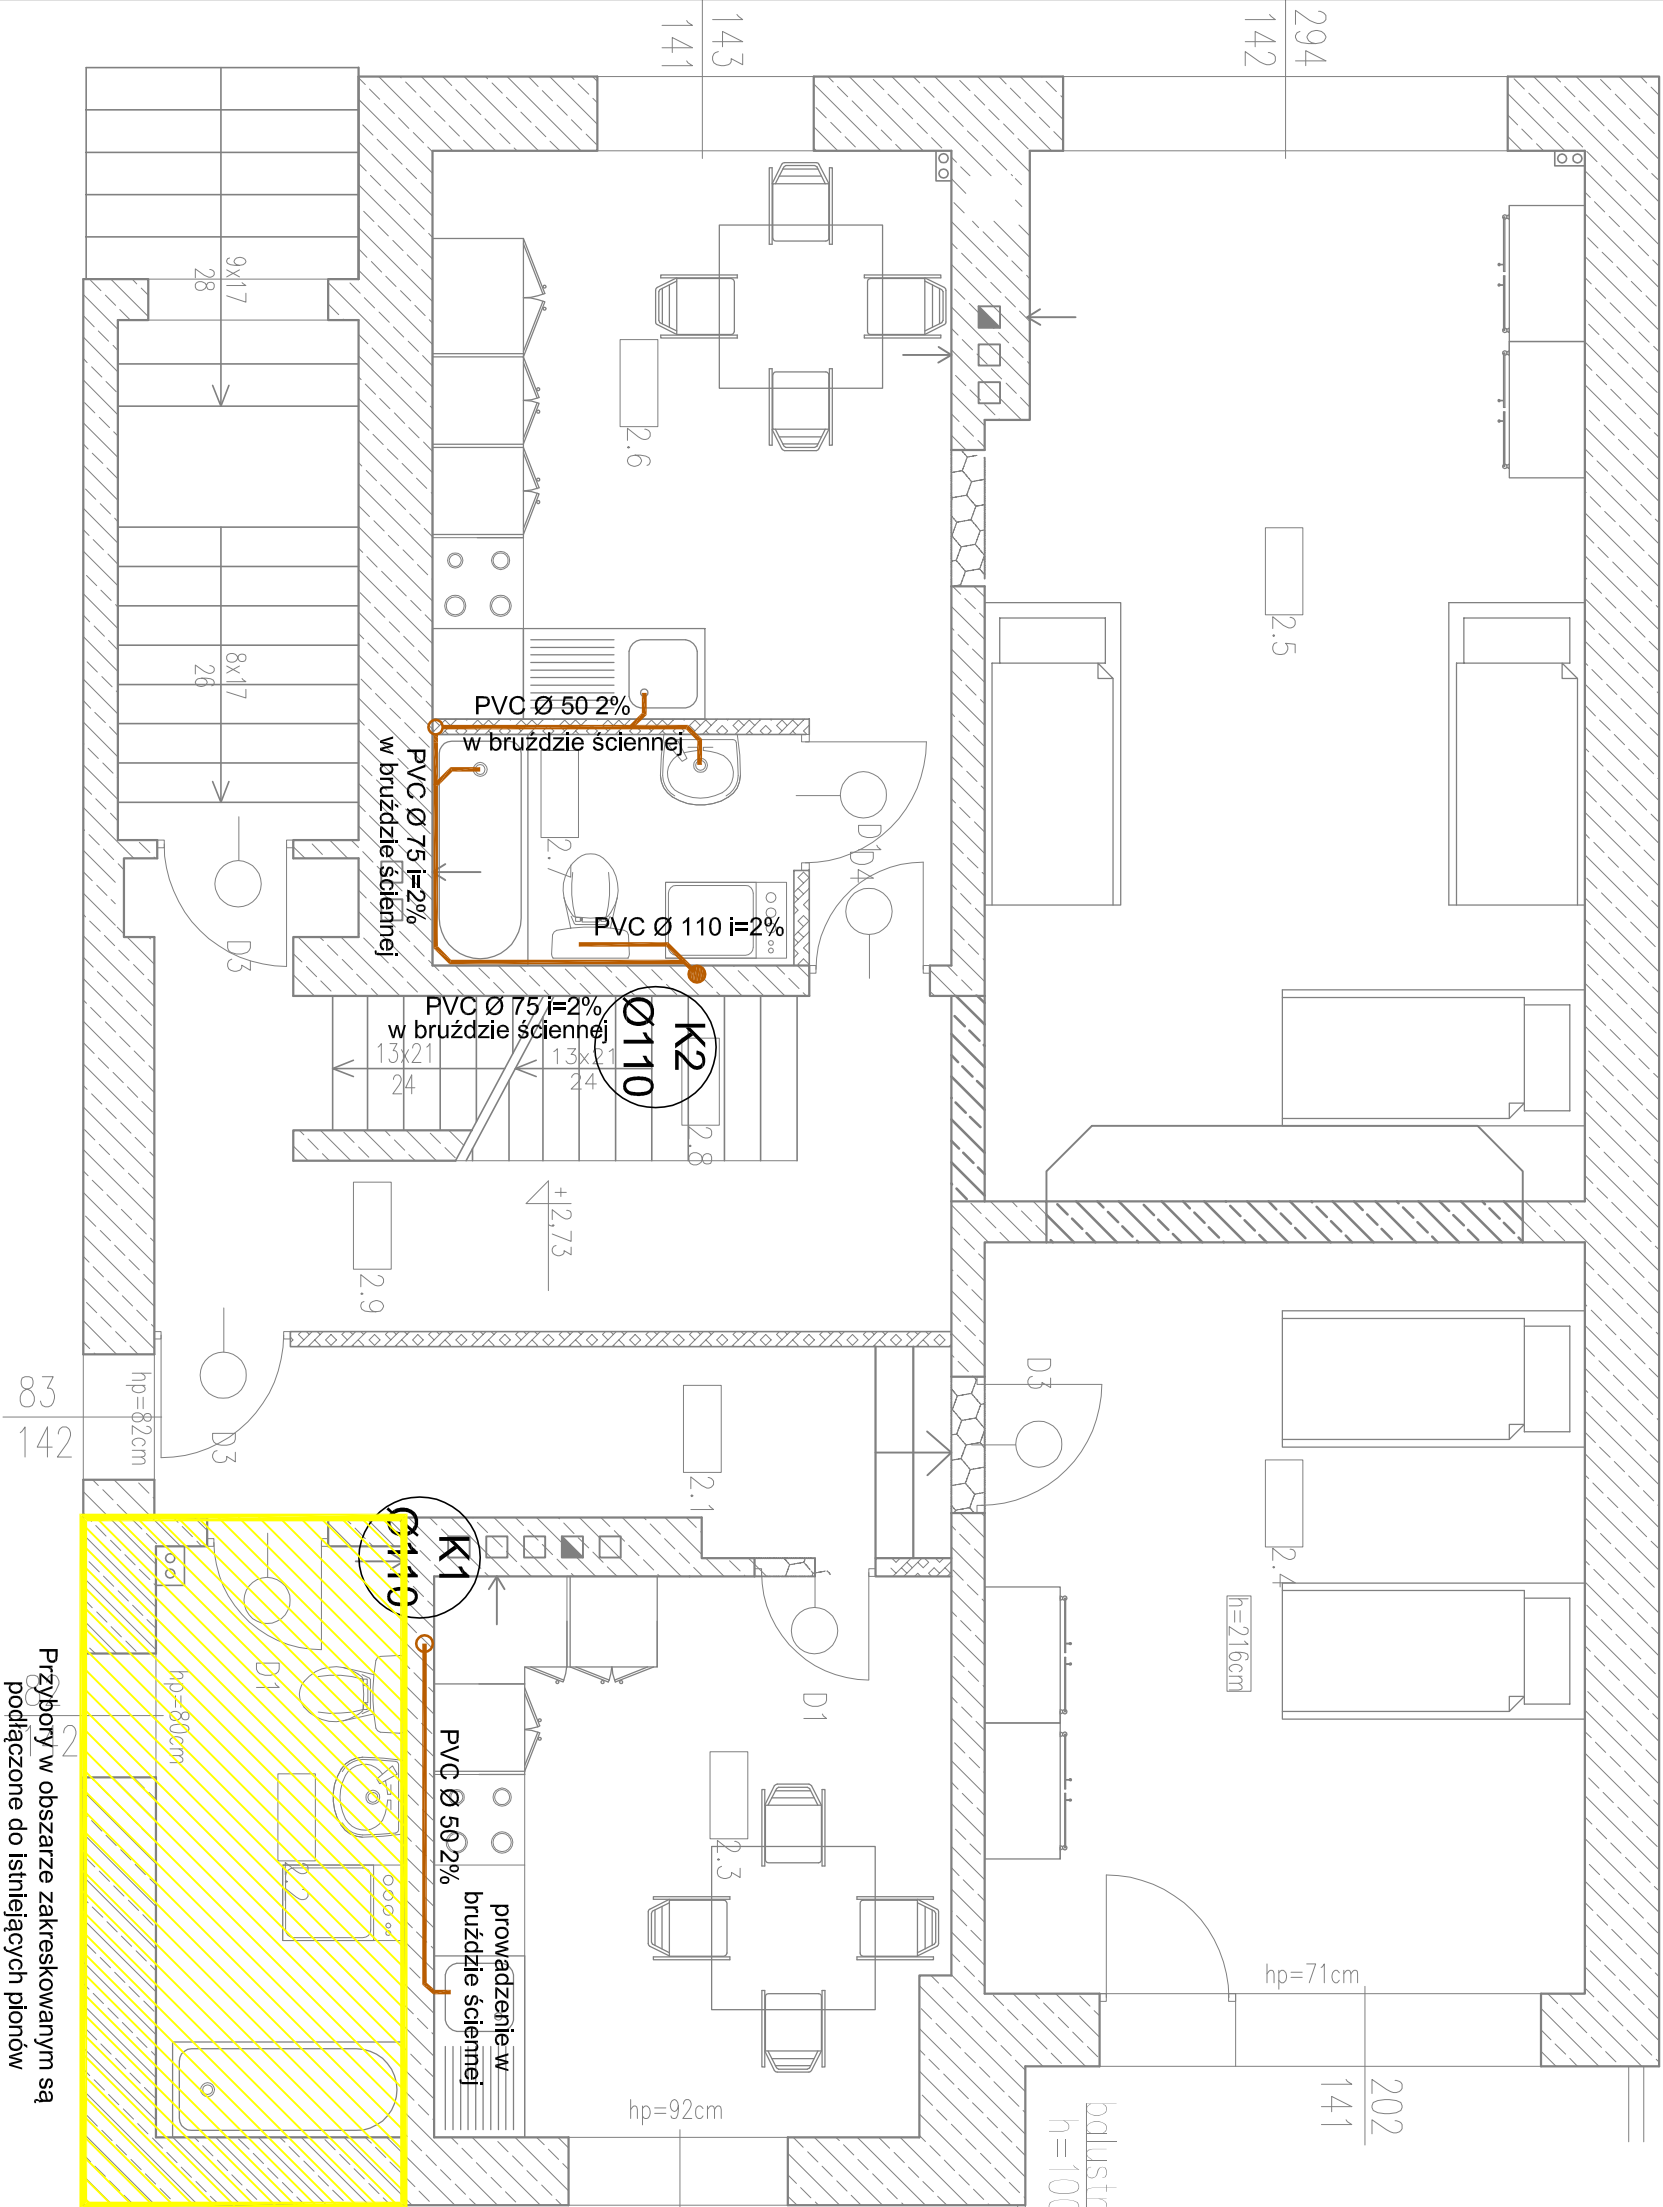 143
141
294
142
9x17
28
2.6
8x17
26
2.5
PVC Ø 50 2%
w bruździe ściennej
PVC Ø 75 i=2%
w bruździe ściennej
2.7
D1
D4
PVC Ø 110 i=2%
D3
PVC Ø 75 i=2%
w bruździe ściennej
K2
Ø110
13x21
24
13x21
24
2.8
+2,73
2.9
83
142
hp=82cm
D3
D3
2.1
K1
Ø110
2.4
h=216cm
D1
hp=80cm
D1
PVC Ø 50 2%
2.3
2.2
prowadzenie w
bruździe ściennej
Przybory w obszarze zakreskowanym są
podłączone do istniejących pionów
hp=71cm
202
141
hp=92cm
h=100